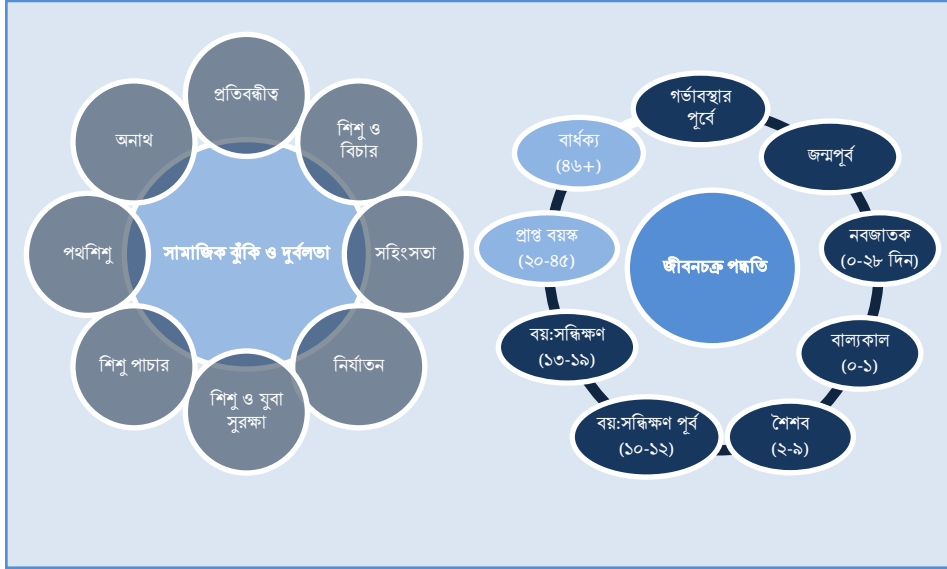 প্রতিবন্ধীত্ব
শিশু ও
বিচার
সহিংসতা
নির্যাতন
শিশু ও যুবা
সুরক্ষা
শিশু পাচার
পথশিশু
অনাথ
সামাজিক ঝুঁকি ও দুর্বলতা
গর্ভাবস্থার
পূর্বে
জন্মপূর্ব
নবজাতক
(০-২৮ দিন)
বাল্যকাল
(০-১)
শৈশব
(২-৯)
বয়:সন্ধিক্ষণ পূর্ব
(১০-১২)
বয়:সন্ধিক্ষণ
(১৩-১৯)
প্রাপ্ত বয়স্ক
(২০-৪৫)
বার্ধক্য
(৪৬+)
জীবনচক্র পদ্ধতি